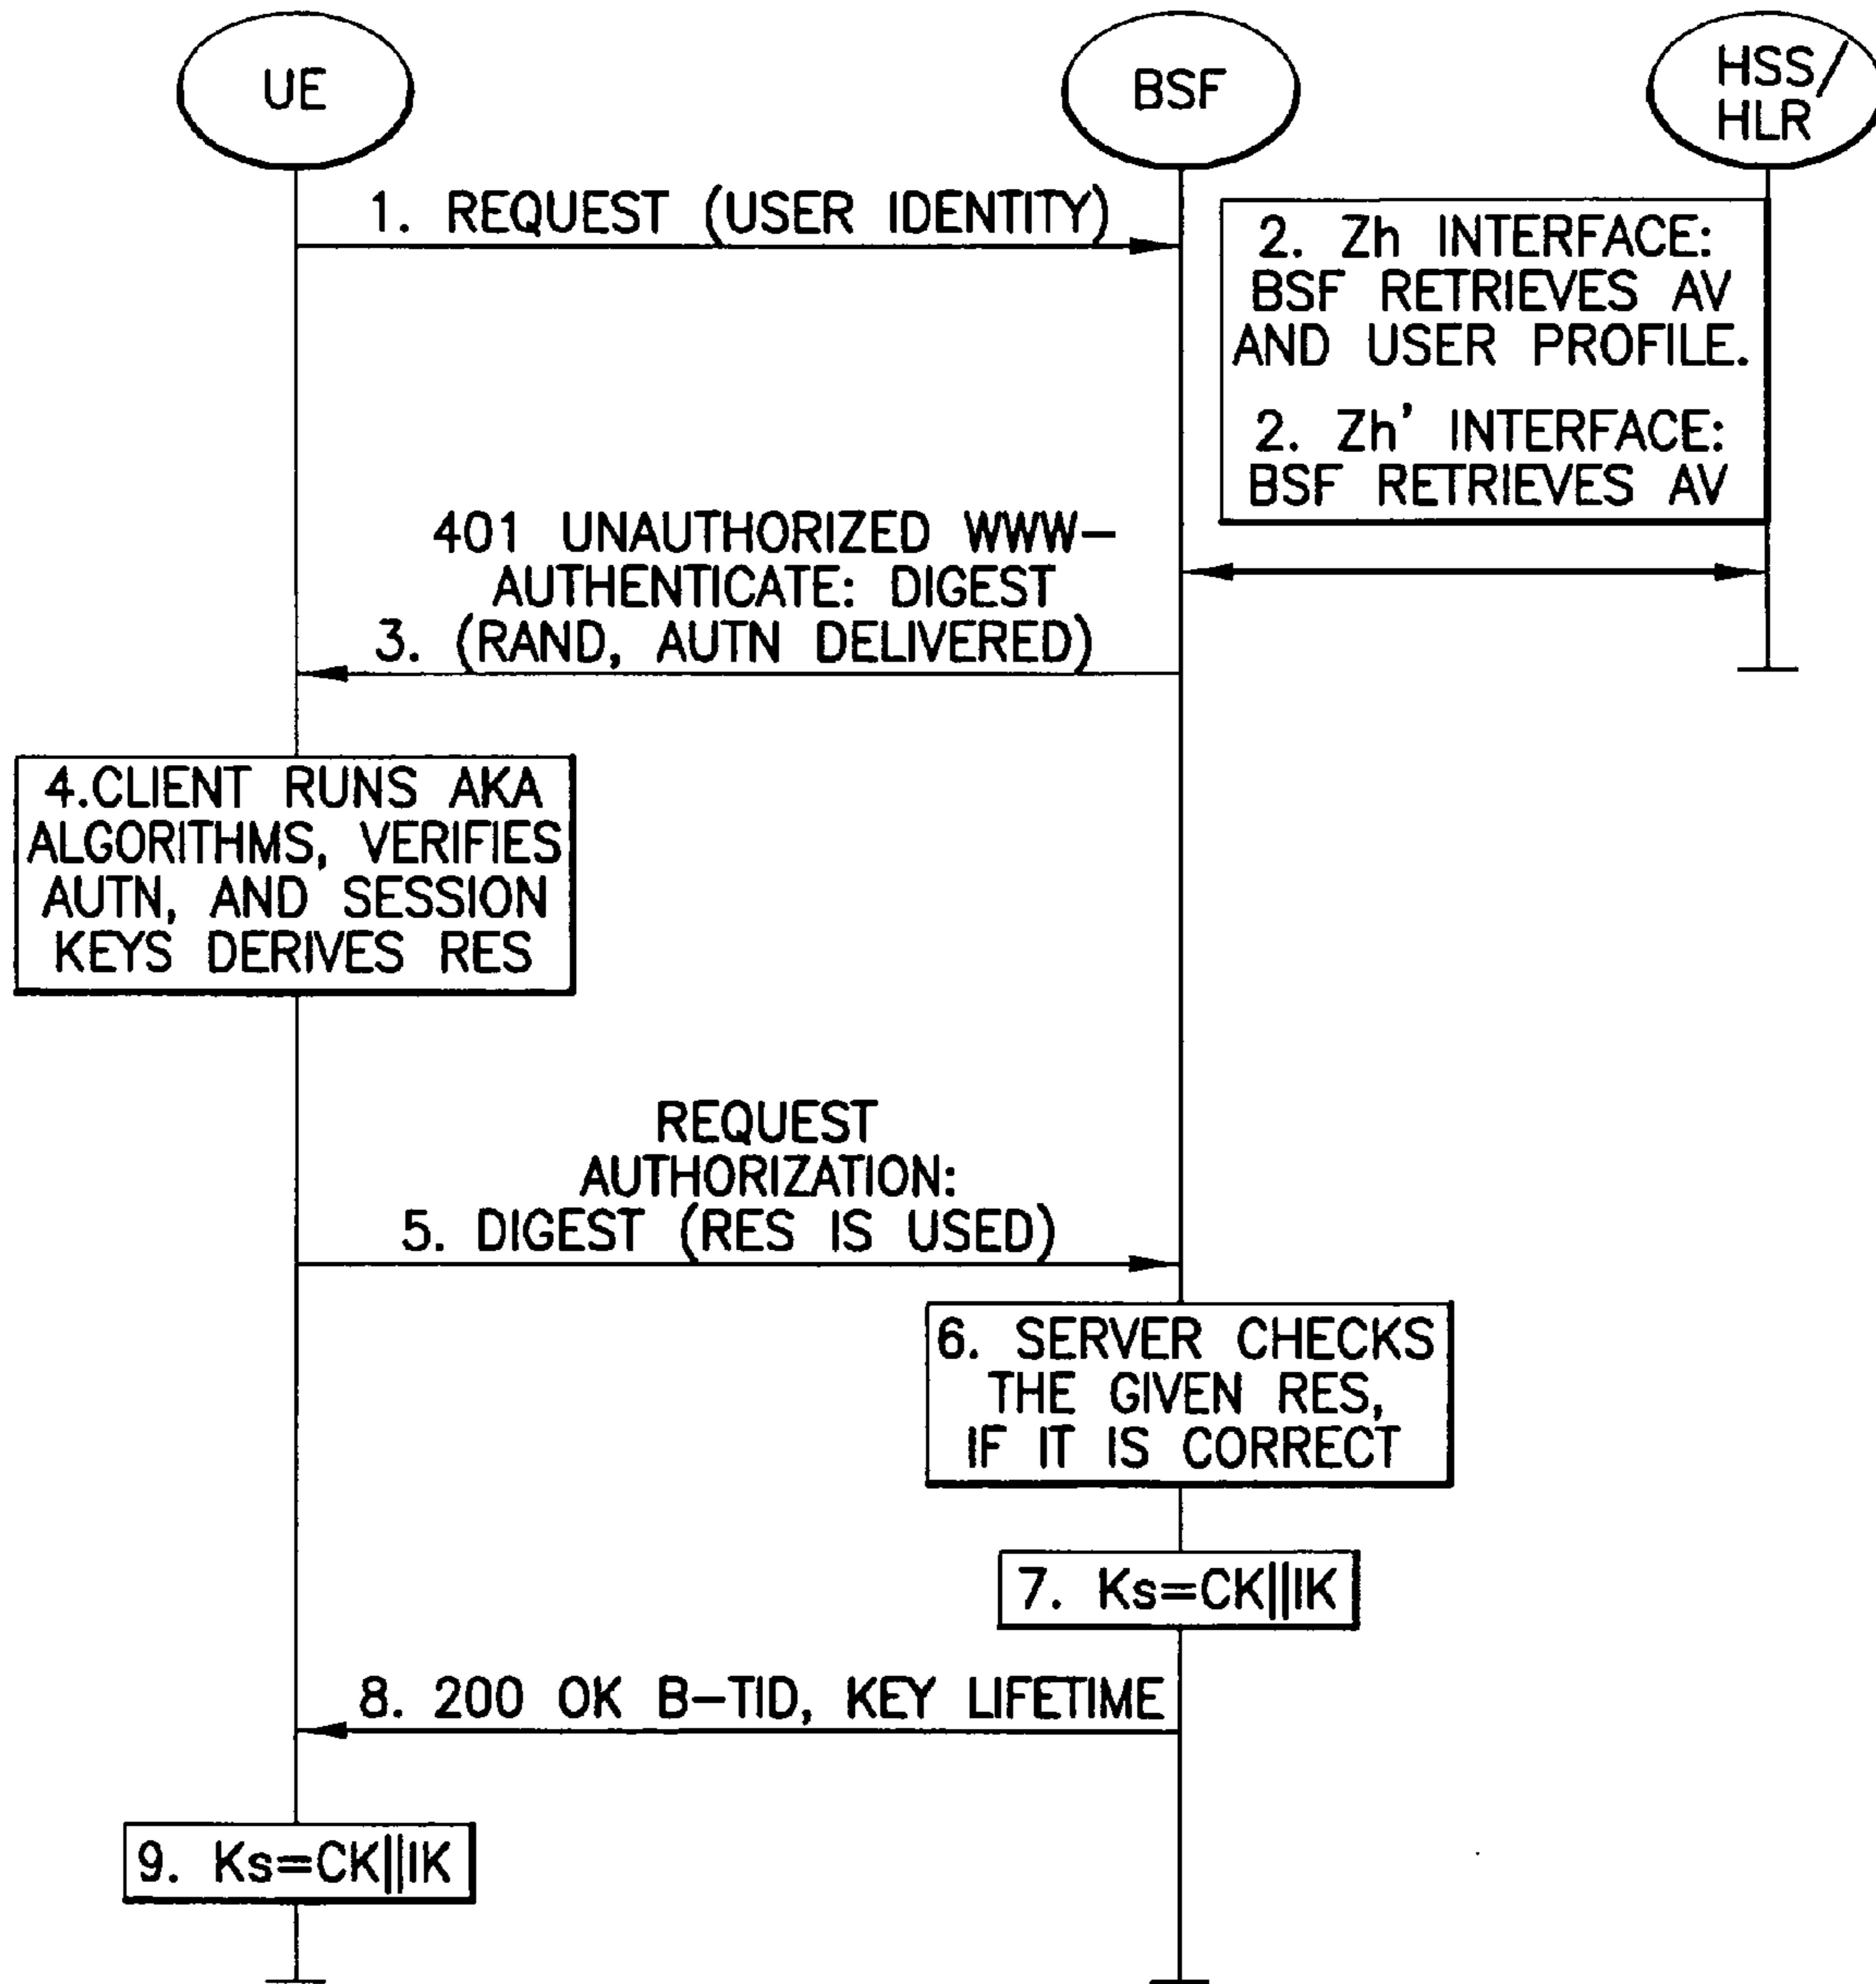 UE
BSF
HSS/
HLR
1. REQUEST (USER IDENTITY)
2. Zh INTERFACE:
BSF RETRIEVES AV
AND USER PROFILE.
2. Zh' INTERFACE:
BSF RETRIEVES AV
401 UNAUTHORIZED WWW-
AUTHENTICATE: DIGEST
3. (RAND, AUTN DELIVERED)
4.CLIENT RUNS AKA
ALGORITHMS, VERIFIES
AUTN, AND SESSION
KEYS DERIVES RES
REQUEST
AUTHORIZATION:
5. DIGEST (RES IS USED)
6. SERVER CHECKS
THE GIVEN RES,
IF IT IS CORRECT
7. Ks=CK||IK
8. 200 OK B-TID, KEY LIFETIME
9. Ks=CK||IK